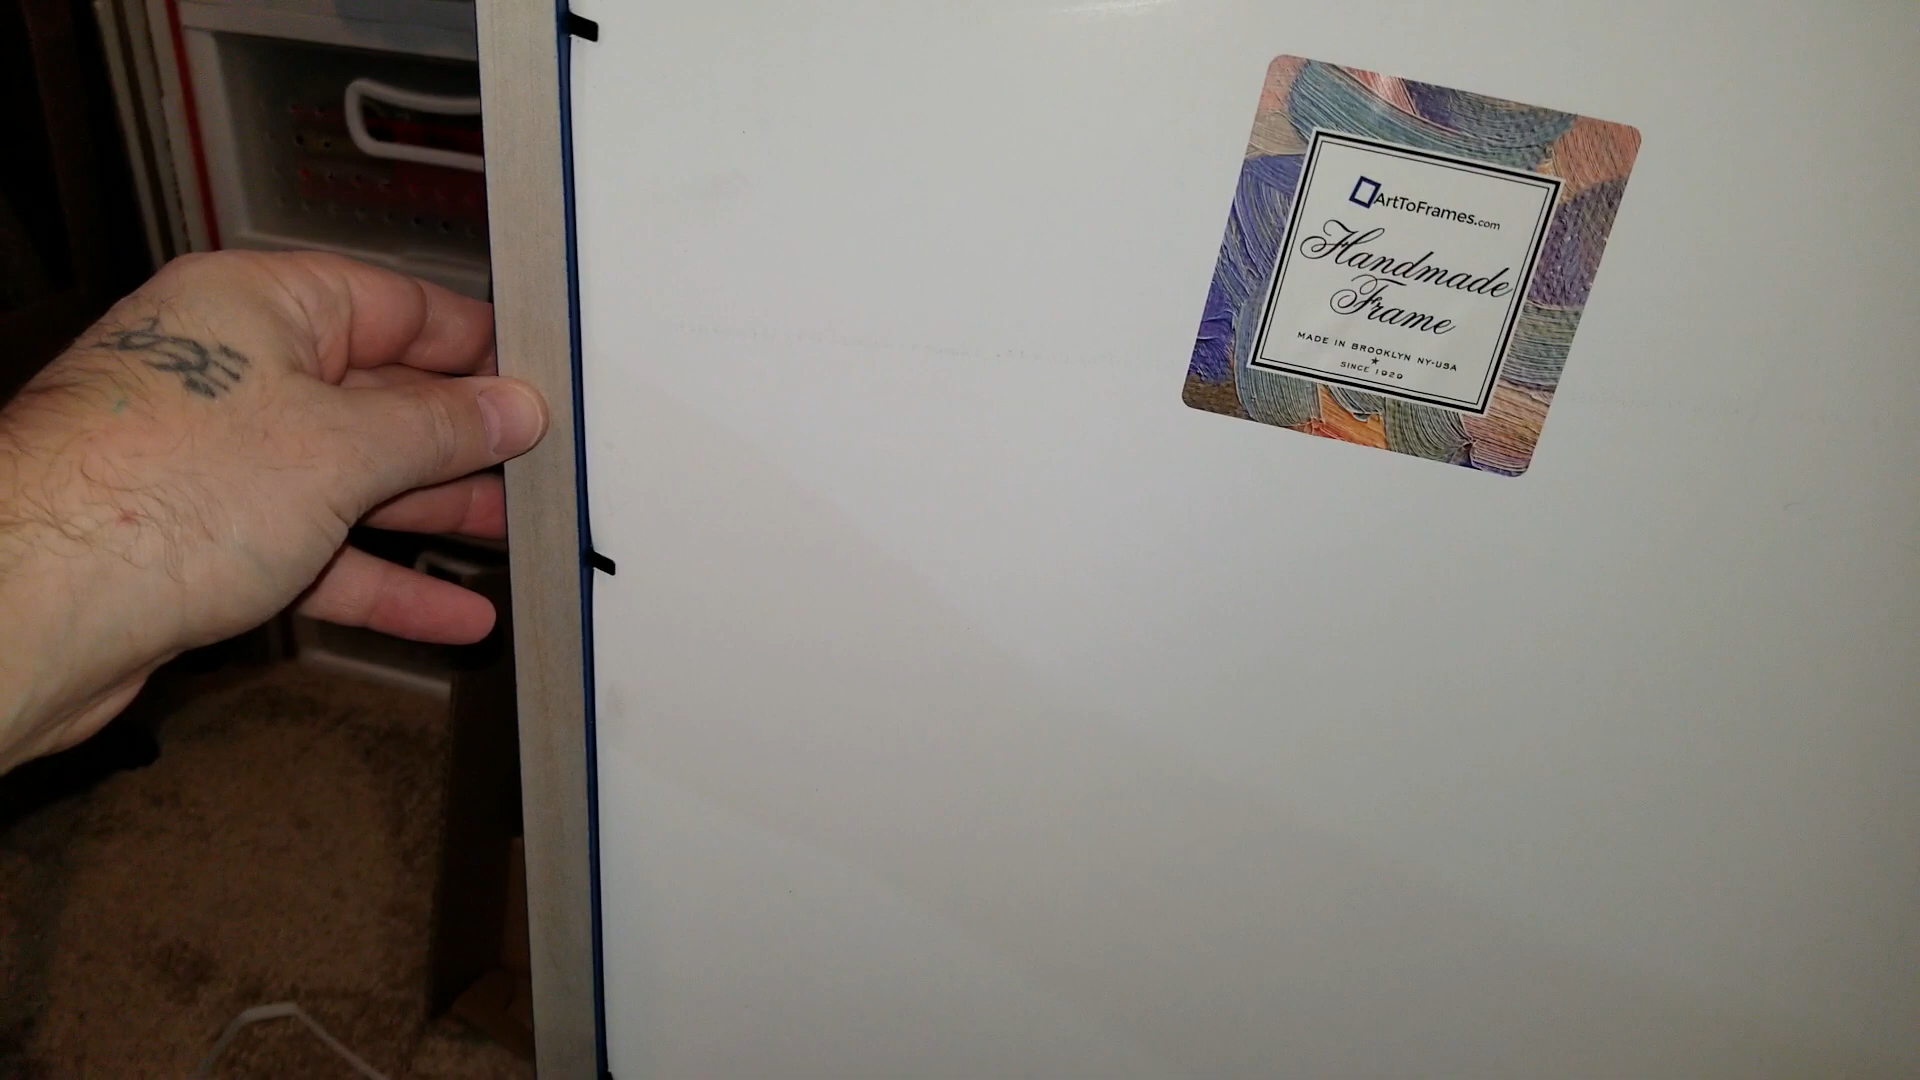 ArtToFrames.com
Handmade
Frame
MADE IN BROOKLYN NY-USA
SINCE 1929